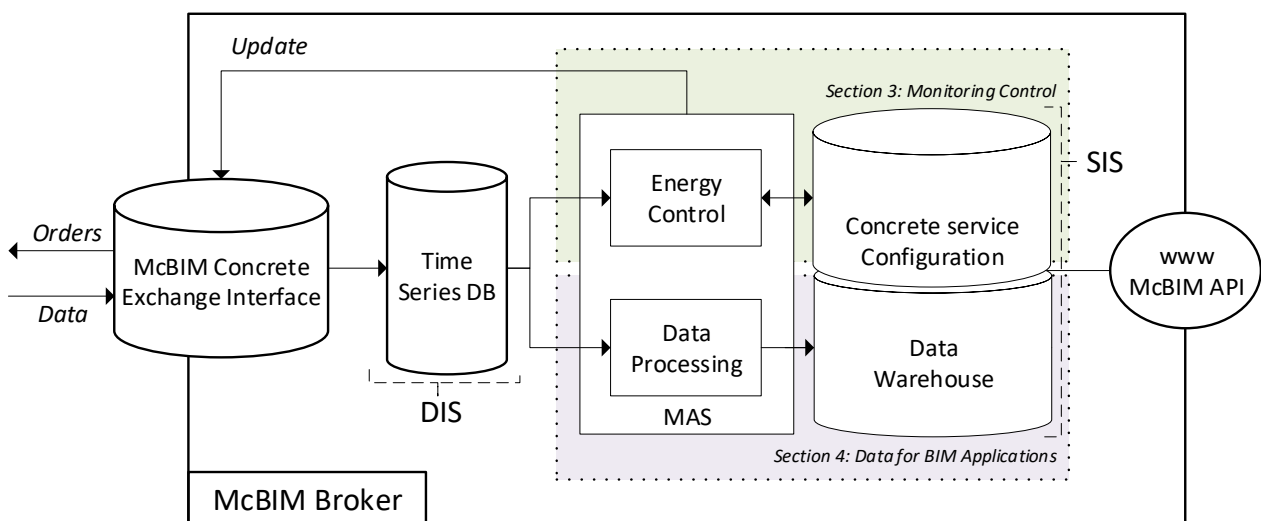 Update
Section 3: Monitoring Control
SIS
Energy
Control
Concrete service
Configuration
Orders
McBIM Concrete
Exchange Interface
Data
Time
Series DB
www
McBIM API
Data
Processing
Data
Warehouse
DIS
MAS
Section 4: Data for BIM Applications
McBIM Broker